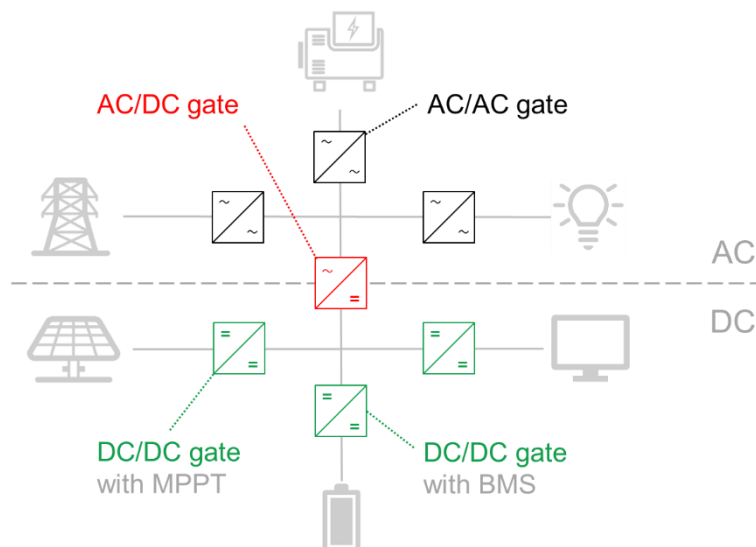 AC/DC gate
AC/AC gate
AC
DC
DC/DC gate
with MPPT
DC/DC gate
with BMS